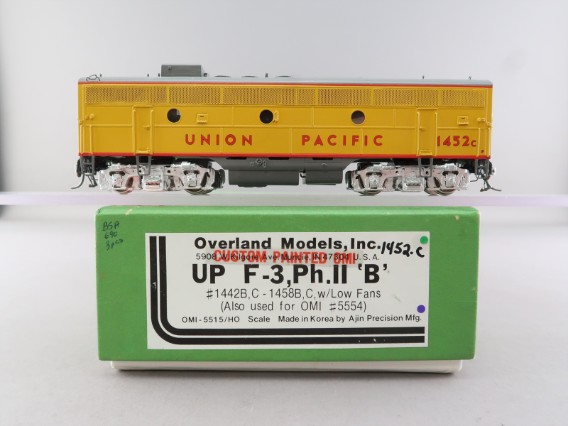 UNION PACIFIC 1452c
Overland Models, Inc. 1452.C
CUSTOM PAINTED OMI
U.S.A.
UP F-3,Ph.II 'B'
#1442B,C - 1458B,C,w/Low Fans
(Also used for OMI #5554)
OMI-5515/HO Scale Made in Korea by Ajin Precision Mfg.